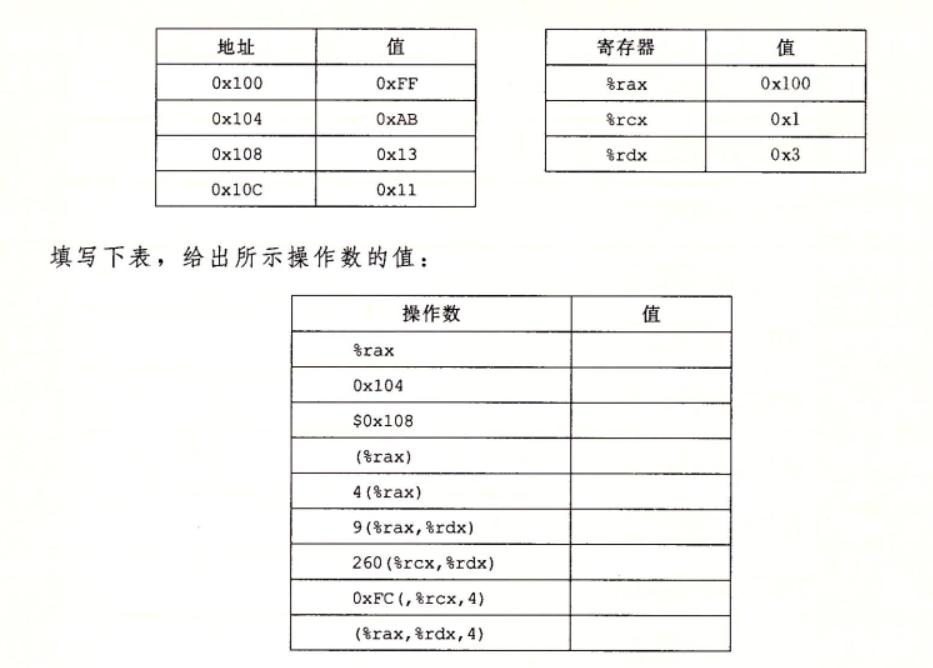 地址 值
0x100 0xFF
0x104 0xAB
0x108 0x13
0x10C 0x11
寄存器 值
%rax 0x100
%rcx 0x1
%rdx 0x3
填写下表，给出所示操作数的值：
操作数 值
%rax
0x104
$0x108
(%rax)
4(%rax)
9(%rax,%rdx)
260(%rcx,%rdx)
0xFC(,%rcx,4)
(%rax,%rdx,4)